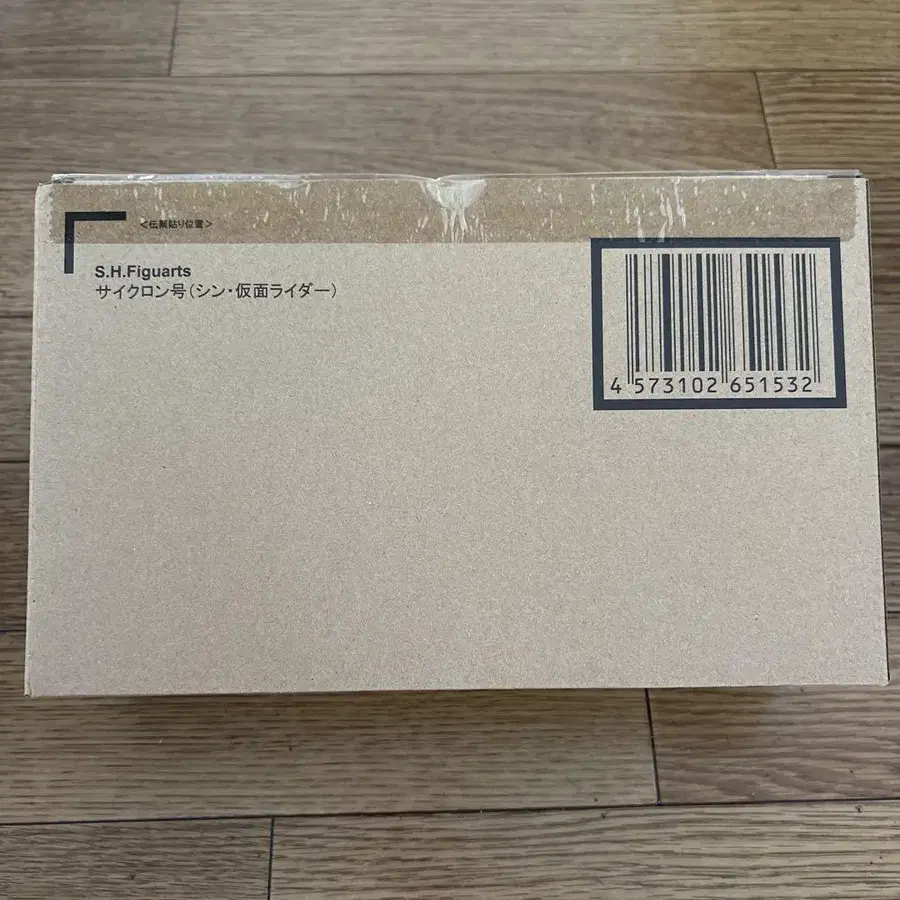 <伝票貼り位置>
S.H.Figuarts
サイクロン号(シン・仮面ライダー)
4 573102 651532